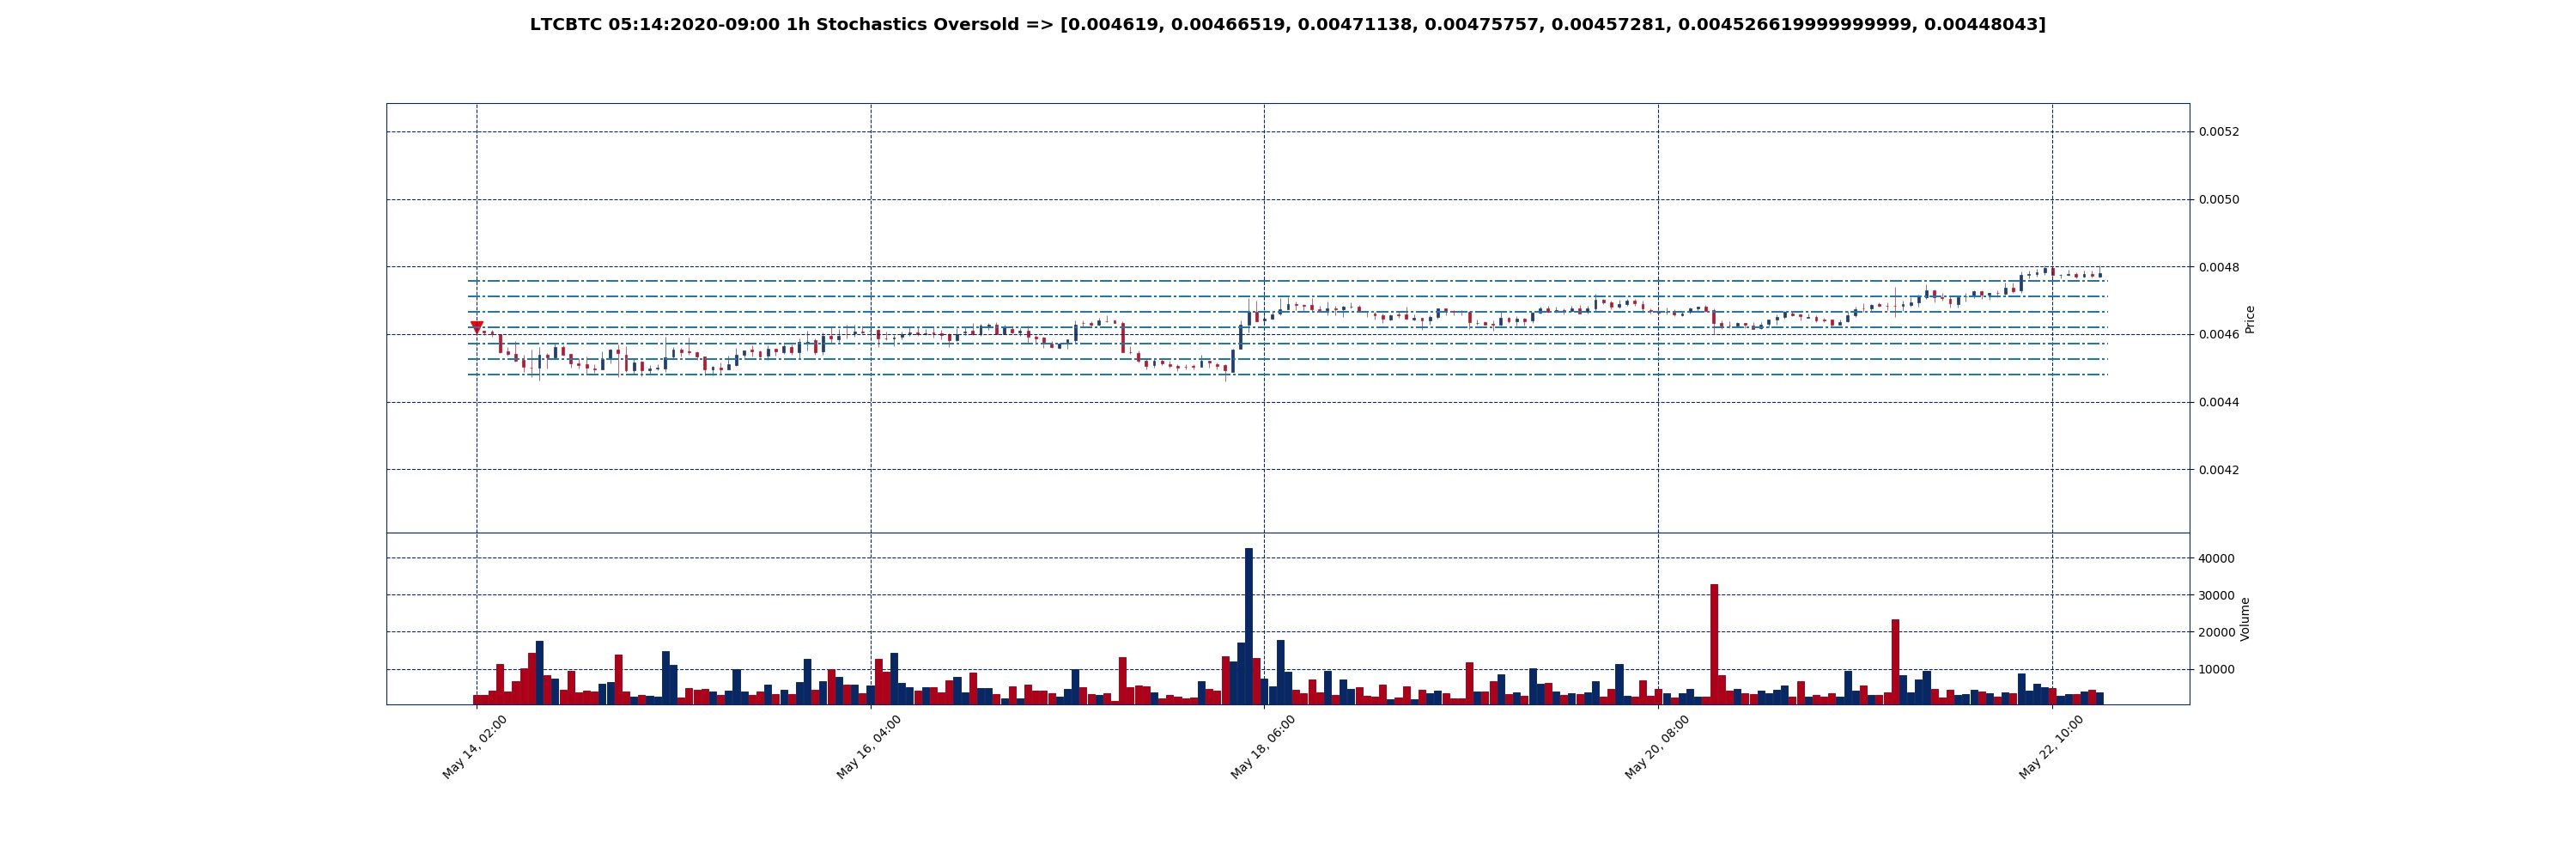 LTCBTC 05:14:2020-09:00 1h Stochastics Oversold => [0.004619, 0.00466519, 0.00471138, 0.00475757, 0.00457281, 0.004526619999999999, 0.00448043]
0.0052
0.0050
0.0048
0.0046
0.0044
0.0042
Price
40000
30000
20000
10000
Volume
May 14, 02:00
May 16, 04:00
May 18, 06:00
May 20, 08:00
May 22, 10:00